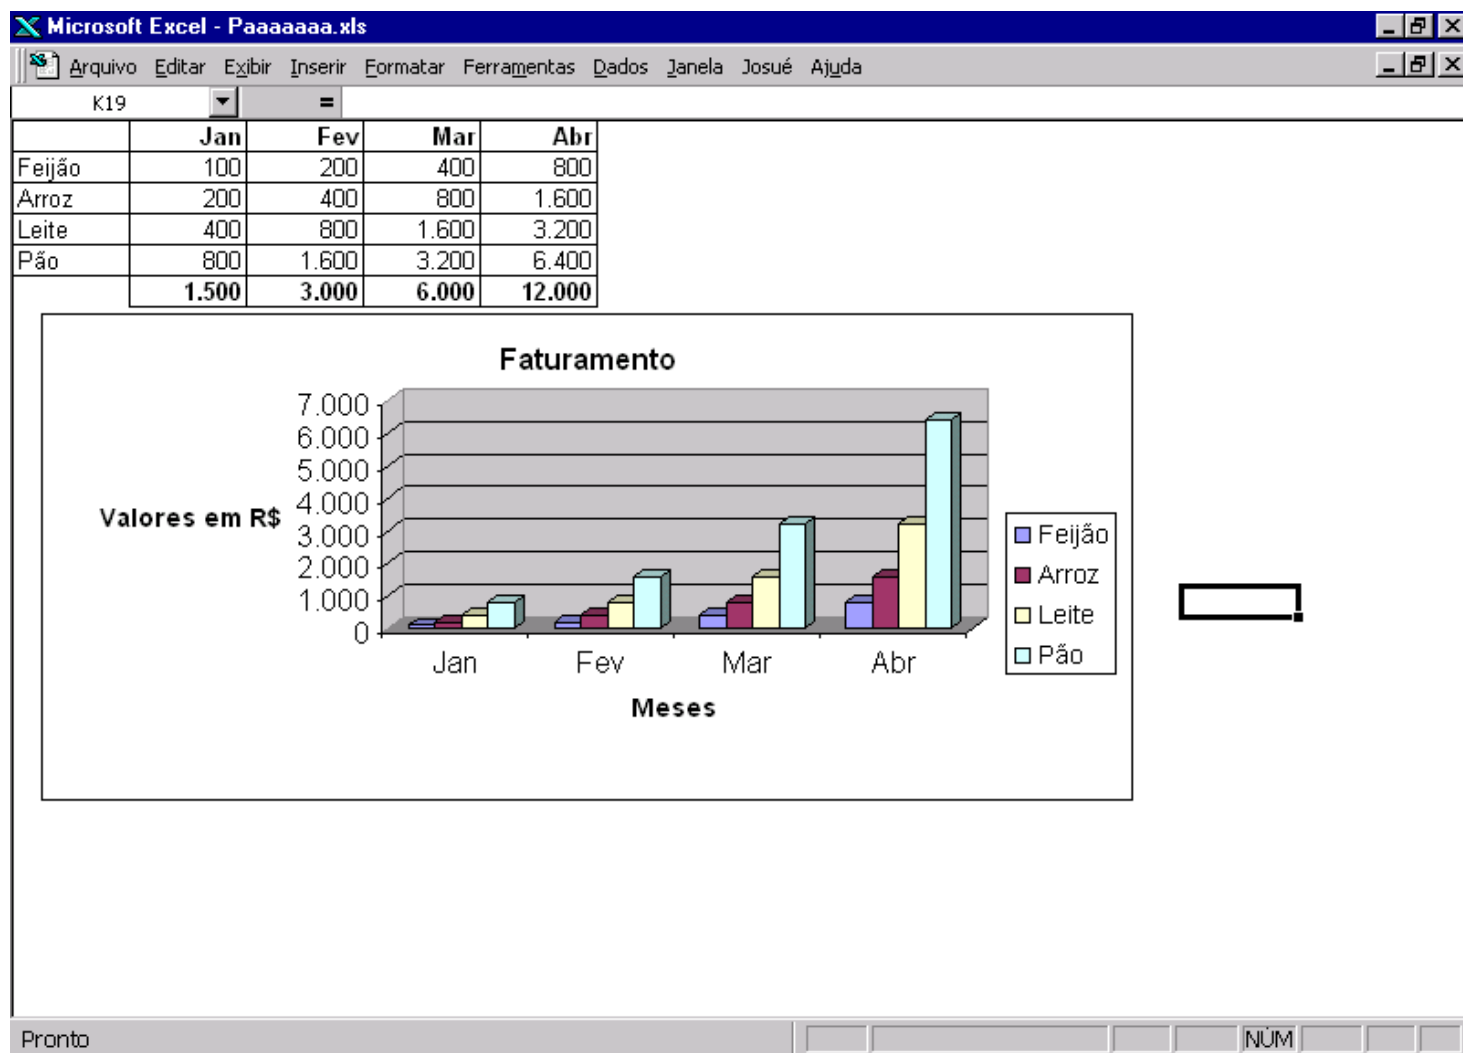 Microsoft Excel - Paaaaaaa.xls
Arquivo Editar Exibir Inserir Formatar Ferramentas Dados Janela Josué Ajuda
K19 =
Jan Fev Mar Abr
Feijão 100 200 400 800
Arroz 200 400 800 1.600
Leite 400 800 1.600 3.200
Pão 800 1.600 3.200 6.400
1.500 3.000 6.000 12.000
Faturamento
7.000
6.000
5.000
4.000
Valores em R$
3.000
2.000
1.000
0
Jan Fev Mar Abr
Meses
Feijão
Arroz
Leite
Pão
Pronto NÚM